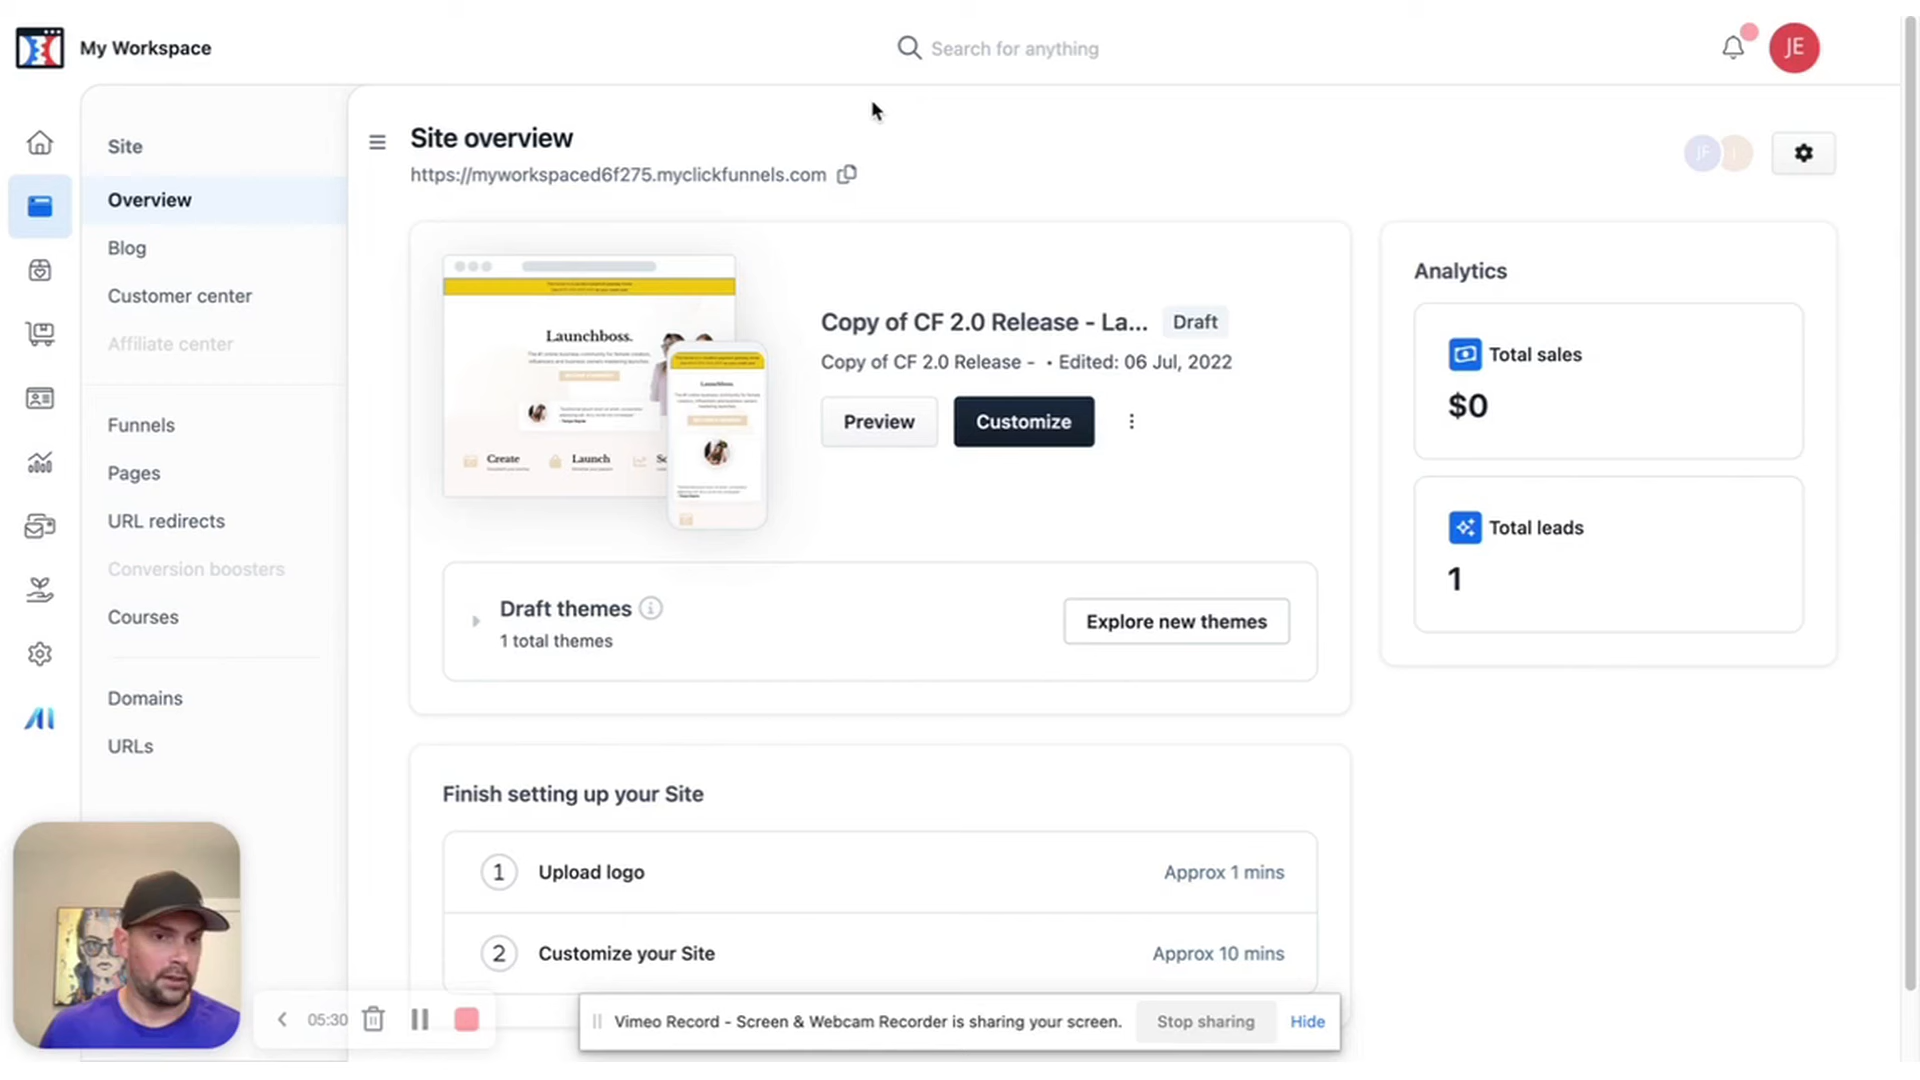 My Workspace
Search for anything
JE
Site
Overview
Blog
Customer center
Affiliate center
Funnels
Pages
URL redirects
Conversion boosters
Courses
Domains
URLs
Site overview
https://myworkspaced6f275.myclickfunnels.com
JF
Launchboss.
Create
Launch
Copy of CF 2.0 Release - La...
Draft
Copy of CF 2.0 Release - • Edited: 06 Jul, 2022
Preview
Customize
Draft themes
1 total themes
Explore new themes
Analytics
Total sales
$0
Total leads
1
Finish setting up your Site
1 Upload logo Approx 1 mins
2 Customize your Site Approx 10 mins
05:30
Vimeo Record - Screen & Webcam Recorder is sharing your screen.
Stop sharing
Hide